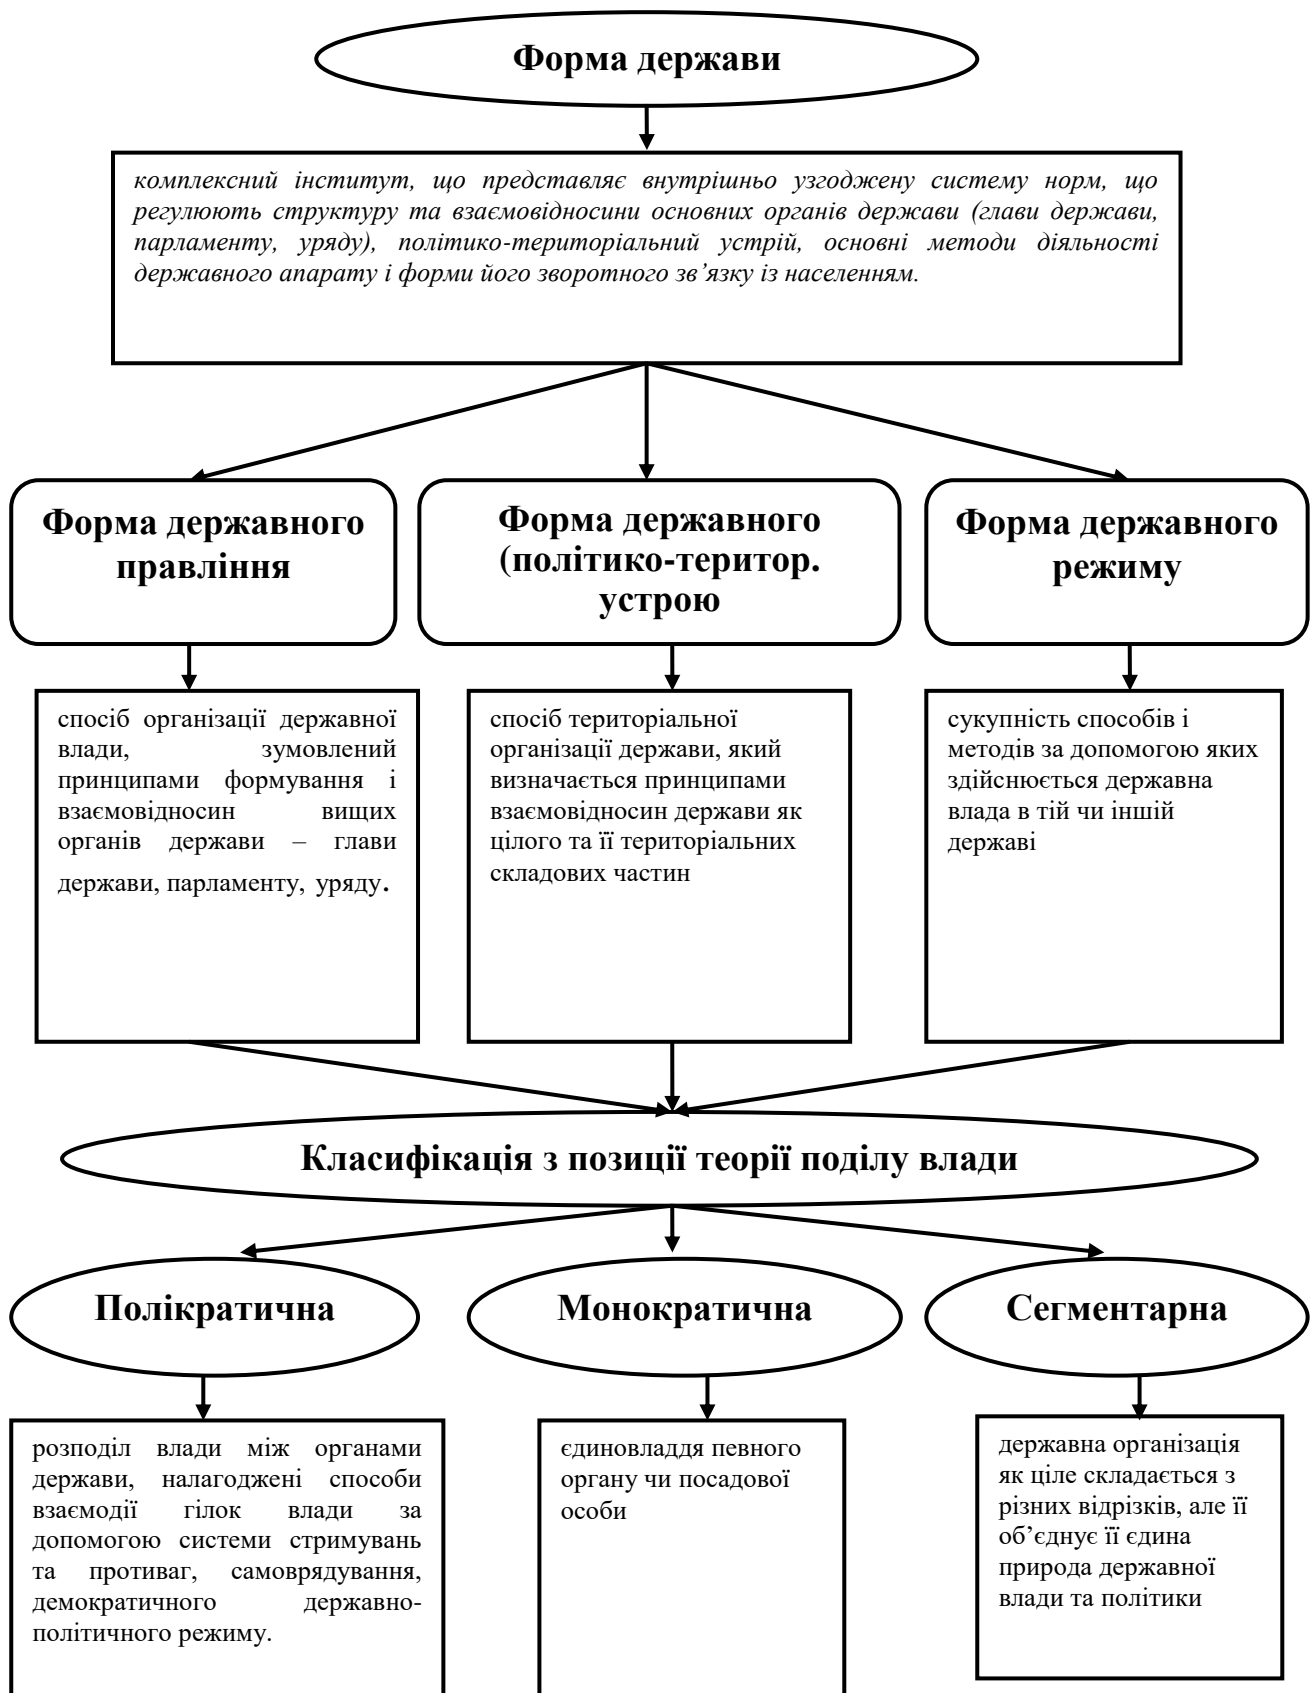 Форма держави
комплексний інститут, що представляє внутрішньо узгоджену систему норм, що
регулюють структуру та взаємовідносини основних органів держави (глави держави,
парламенту, уряду), політико-територіальний устрій, основні методи діяльності
державного апарату і форми його зворотного зв’язку із населенням.
Форма державного
правління
Форма державного
(політико-територ.
устрою
Форма державного
режиму
спосіб організації державної
влади, зумовлений
принципами формування і
взаємовідносин вищих
органів держави – глави
держави, парламенту, уряду.
спосіб територіальної
організації держави, який
визначається принципами
взаємовідносин держави як
цілого та її територіальних
складових частин
сукупність способів і
методів за допомогою яких
здійснюється державна
влада в тій чи іншій
державі
Класифікація з позиції теорії поділу влади
Полікратична
Монократична
Сегментарна
розподіл влади між органами
держави, налагоджені способи
взаємодії гілок влади за
допомогою системи стримувань
та противаг, самоврядування,
демократичного державно-
політичного режиму.
єдиновладдя певного
органу чи посадової
особи
державна організація
як ціле складається з
різних відрізків, але її
об’єднує її єдина
природа державної
влади та політики